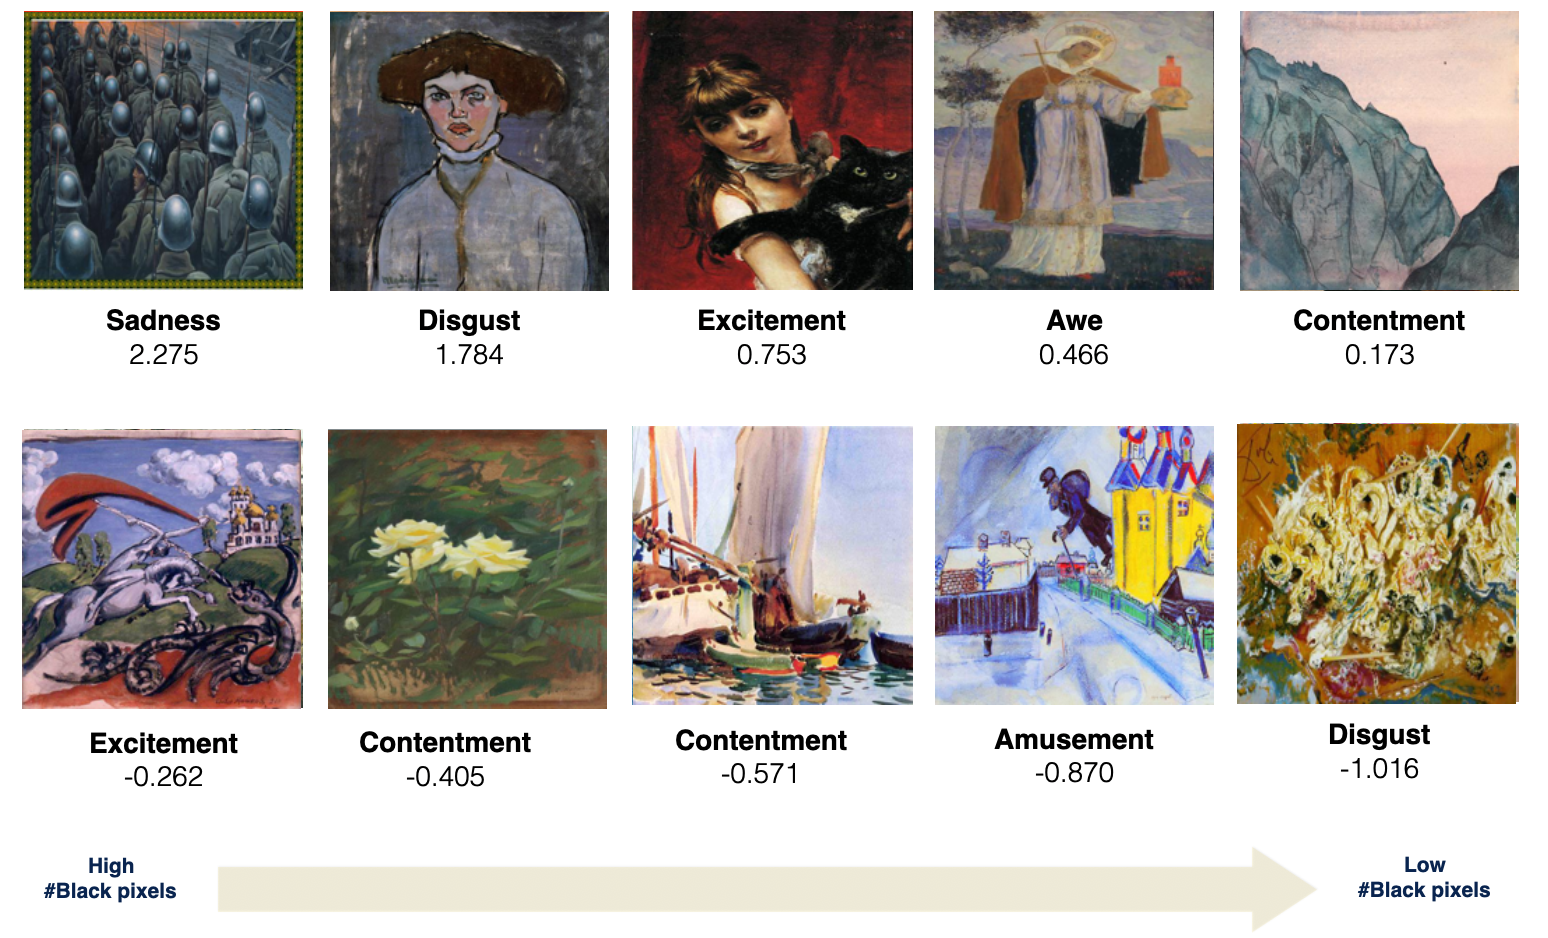 Sadness
2.275
Disgust
1.784
Excitement
0.753
Awe
0.466
Contentment
0.173
Excitement
-0.262
Contentment
-0.405
Contentment
-0.571
Amusement
-0.870
Disgust
-1.016
High
#Black pixels
Low
#Black pixels